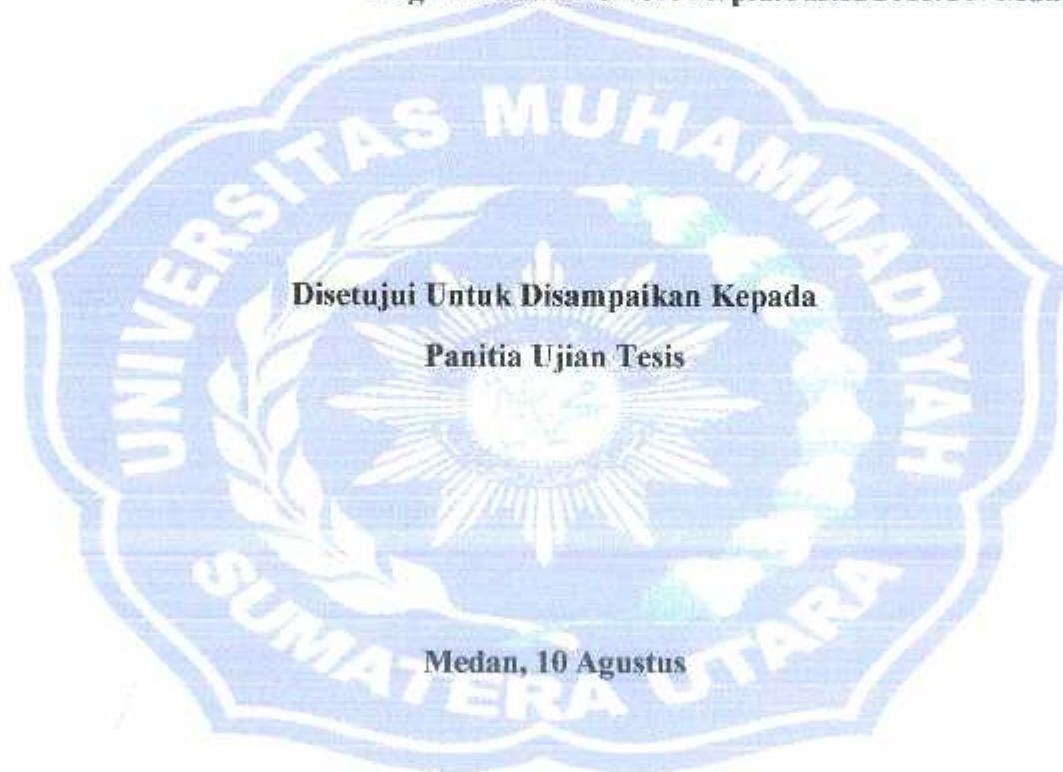 UNIVERSITAS MUHAMMADIYAH
Disetujui Untuk Disampaikan Kepada
Panitia Ujian Tesis
Medan, 10 Agustus
SUMATERA UTARA